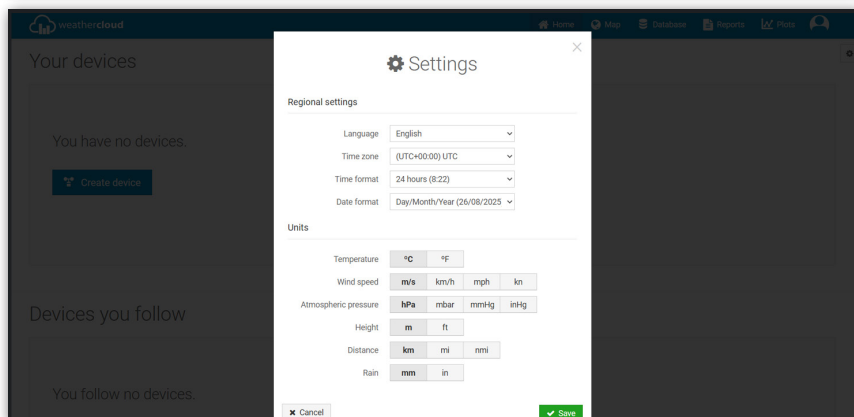 weathercloud
Home Map Database Reports Plots
Your devices
You have no devices.
Create device
Devices you follow
You follow no devices.
Settings
Regional settings
Language English
Time zone (UTC+00:00) UTC
Time format 24 hours (8:22)
Date format Day/Month/Year (26/08/2025
Units
Temperature ºC ºF
Wind speed m/s km/h mph kn
Atmospheric pressure hPa mbar mmHg inHg
Height m ft
Distance km mi nmi
Rain mm in
Cancel Save